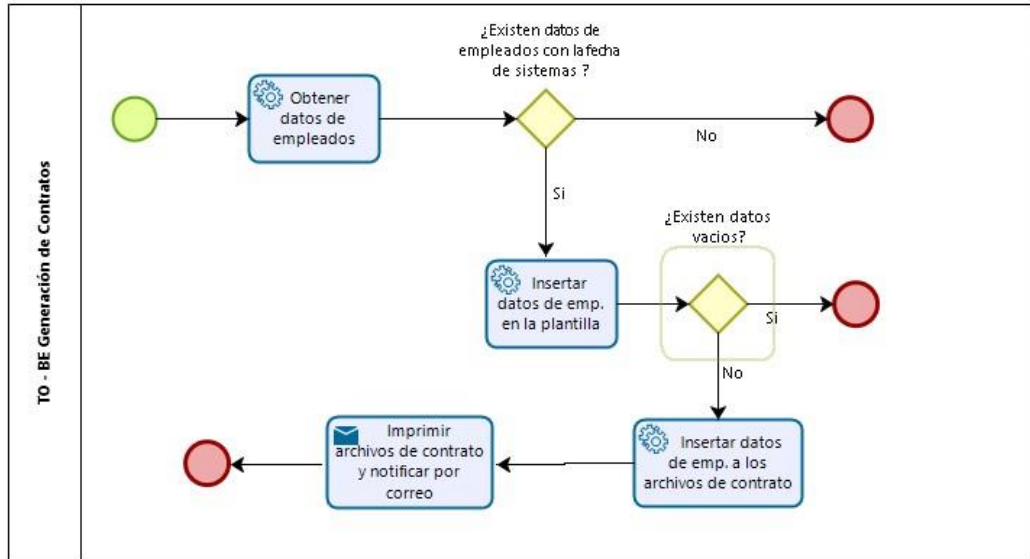 TO - BE Generación de Contratos
¿Existen datos de
empleados con la fecha
de sistemas ?
Obtener
datos de
empleados
No
Si
¿Existen datos
vacios?
Insertar
datos de emp.
en la plantilla
Si
No
Imprimir
archivos de contrato
y notificar por
correo
Insertar datos
de emp. a los
archivos de contrato